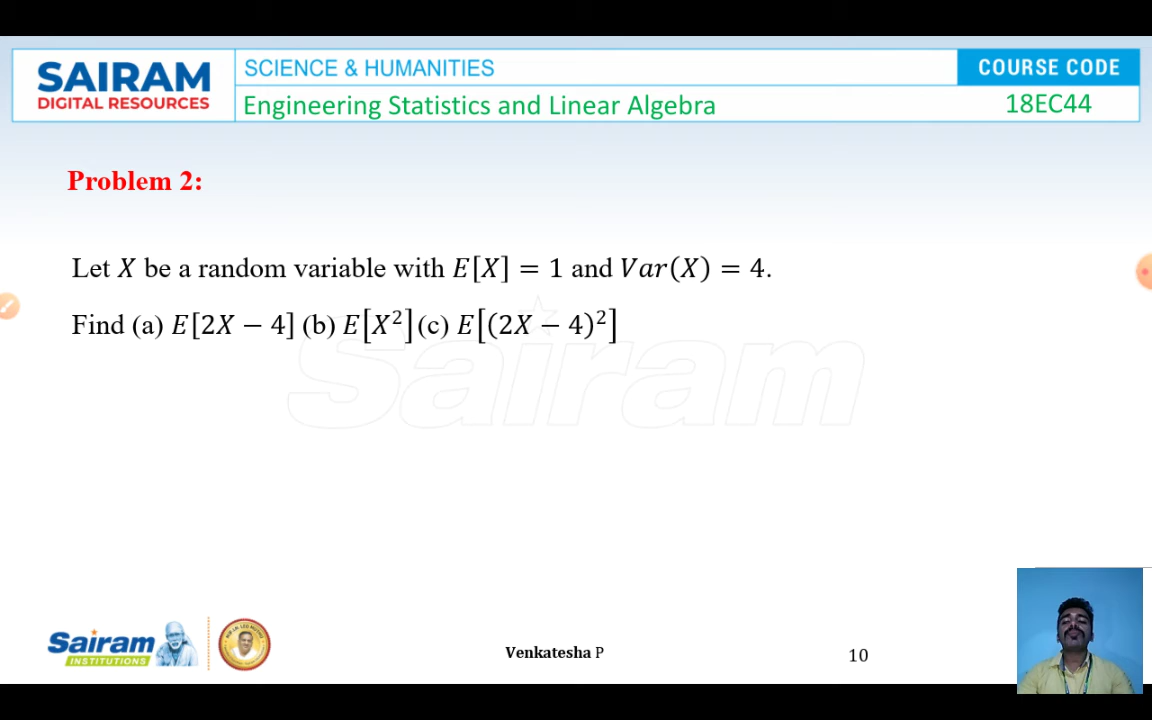 SAIRAM
DIGITAL RESOURCES
SCIENCE & HUMANITIES
COURSE CODE
Engineering Statistics and Linear Algebra
18EC44
Problem 2:
Let 𝑋 be a random variable with 𝐸[𝑋] = 1 and 𝑉𝑎𝑟(𝑋) = 4.
Find (a) 𝐸[2𝑋 − 4] (b) 𝐸[𝑋²] (c) 𝐸[(2𝑋 − 4)²]
Sairam
Sairam
INSTITUTIONS
Venkatesha P
10